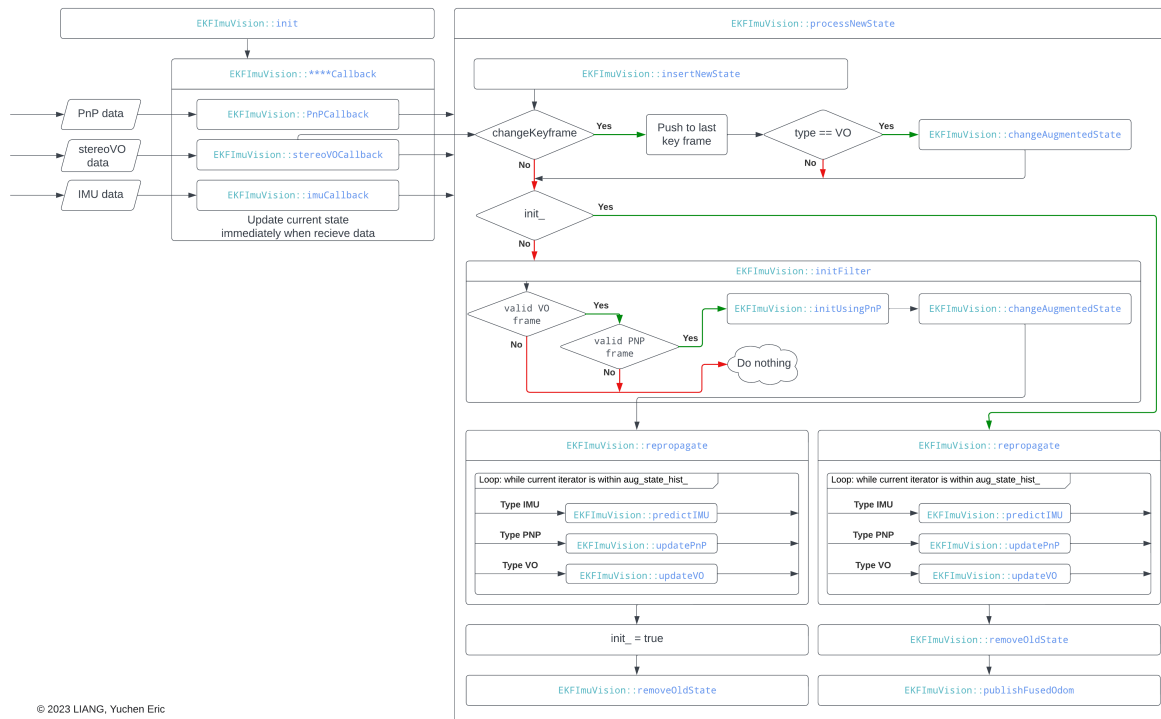 EKFImuVision::init
EKFImuVision::****Callback
PnP data
EKFImuVision::PnPCallback
stereoVO
data
EKFImuVision::stereoVOCallback
IMU data
EKFImuVision::imuCallback
Update current state
immediately when recieve data
EKFImuVision::processNewState
EKFImuVision::insertNewState
changeKeyframe
Yes
Push to last
key frame
type == VO
Yes
EKFImuVision::changeAugmentedState
No
No
init_
Yes
No
EKFImuVision::initFilter
valid VO
frame
Yes
valid PNP
frame
Yes
EKFImuVision::initUsingPnP
EKFImuVision::changeAugmentedState
No
No
Do nothing
EKFImuVision::repropagate
Loop: while current iterator is within aug_state_hist_
Type IMU
EKFImuVision::predictIMU
Type PNP
EKFImuVision::updatePnP
Type VO
EKFImuVision::updateVO
init_ = true
EKFImuVision::removeOldState
EKFImuVision::repropagate
Loop: while current iterator is within aug_state_hist_
Type IMU
EKFImuVision::predictIMU
Type PNP
EKFImuVision::updatePnP
Type VO
EKFImuVision::updateVO
EKFImuVision::removeOldState
EKFImuVision::publishFusedOdom
© 2023 LIANG, Yuchen Eric